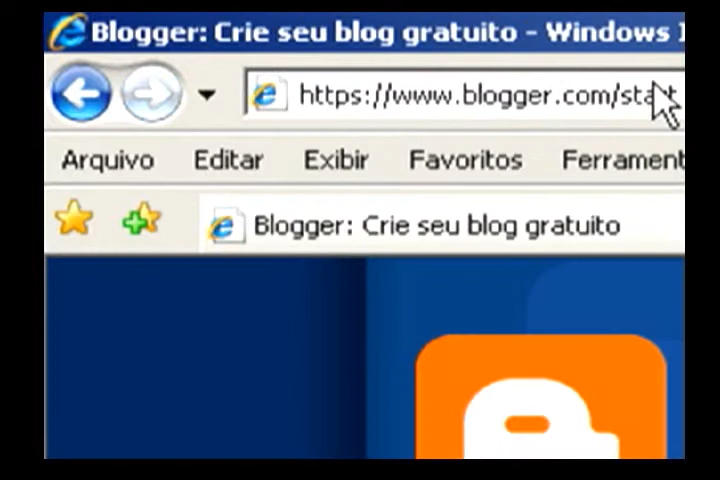 Blogger: Crie seu blog gratuito - Windows
https://www.blogger.com/start
Arquivo Editar Exibir Favoritos Ferrament
Blogger: Crie seu blog gratuito